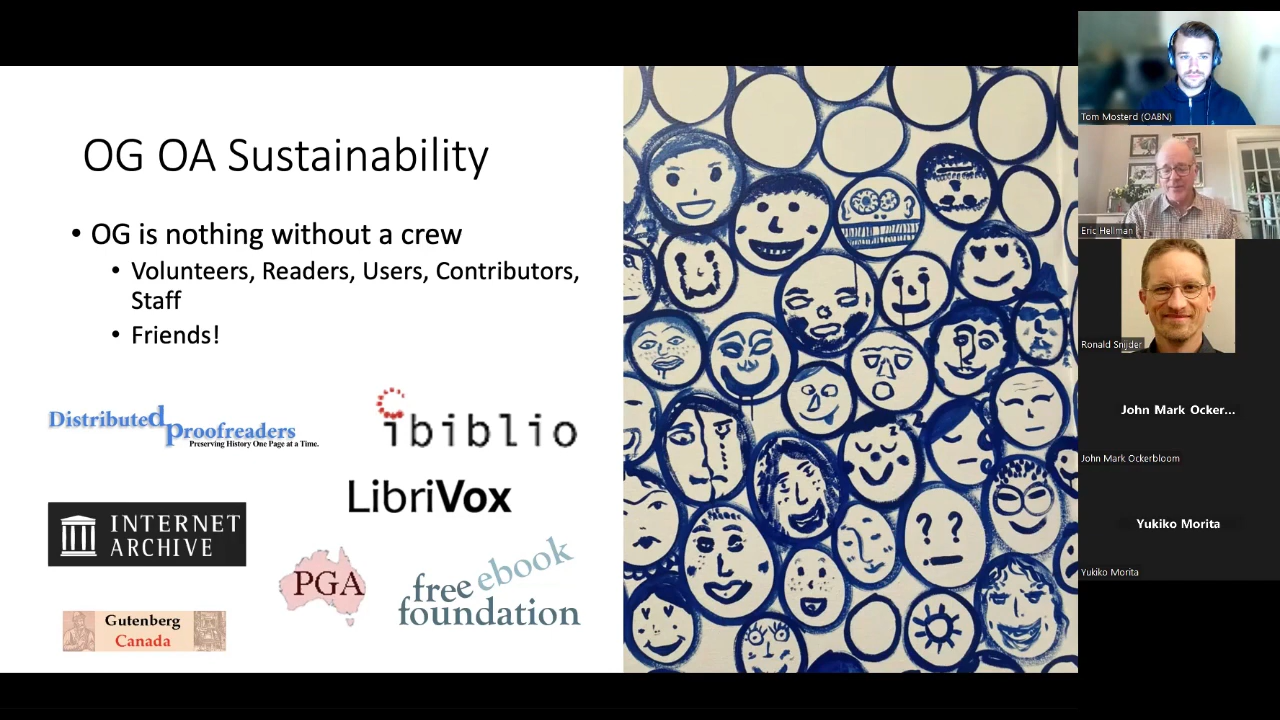 OG OA Sustainability
• OG is nothing without a crew
• Volunteers, Readers, Users, Contributors,
Staff
• Friends!
Distributed
Proofreaders
Preserving History One Page at a Time.
ibiblio
LibriVox
INTERNET
ARCHIVE
PGA
free ebook
foundation
Gutenberg
Canada
? ?
Tom Mosterd (OABN)
Eric Hellman
Ronald Snijder
John Mark Ocker...
John Mark Ockerbloom
Yukiko Morita
Yukiko Morita